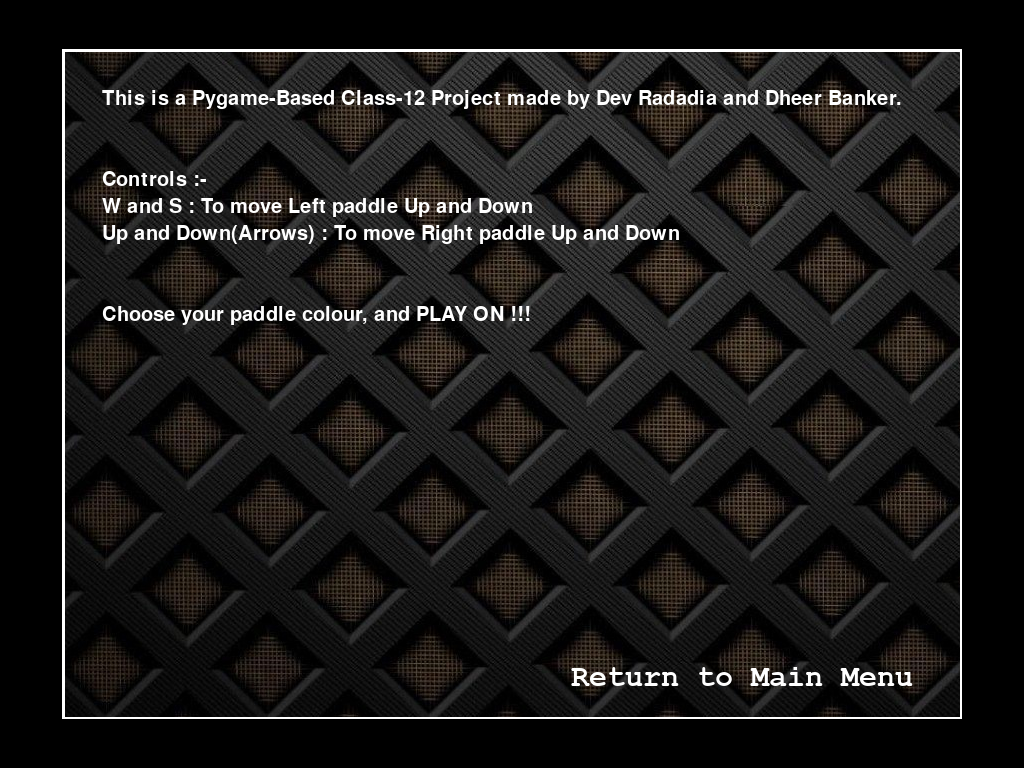 This is a Pygame-Based Class-12 Project made by Dev Radadia and Dheer Banker.
Controls :-
W and S : To move Left paddle Up and Down
Up and Down(Arrows) : To move Right paddle Up and Down
Choose your paddle colour, and PLAY ON !!!
Return to Main Menu